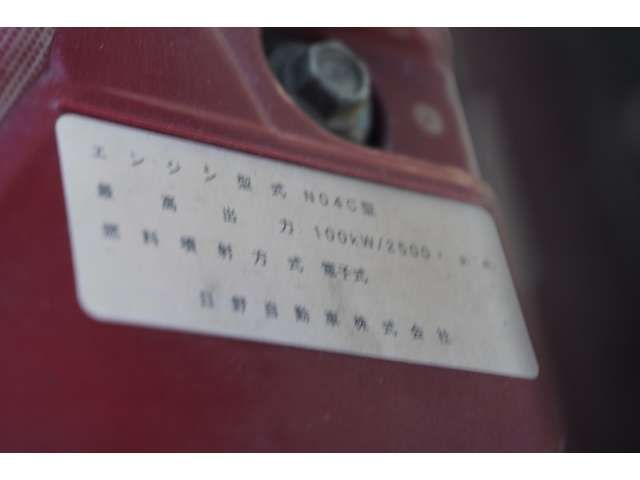 エンジン型式 N04C型
最高出力 100kW/2500r.p.m.
燃料噴射方式 電子式
日野自動車株式会社